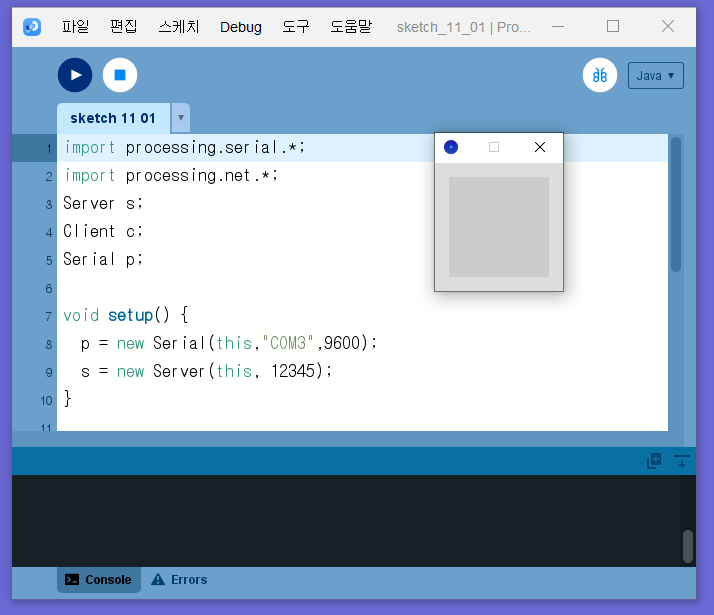 파일 편집 스케치 Debug 도구 도움말 sketch_11_01 | Pro...
Java ▼
sketch 11 01 ▼
1 import processing.serial.*;
2 import processing.net.*;
3 Server s;
4 Client c;
5 Serial p;
6
7 void setup() {
8 p = new Serial(this,"COM3",9600);
9 s = new Server(this, 12345);
10 }
11
Console Errors